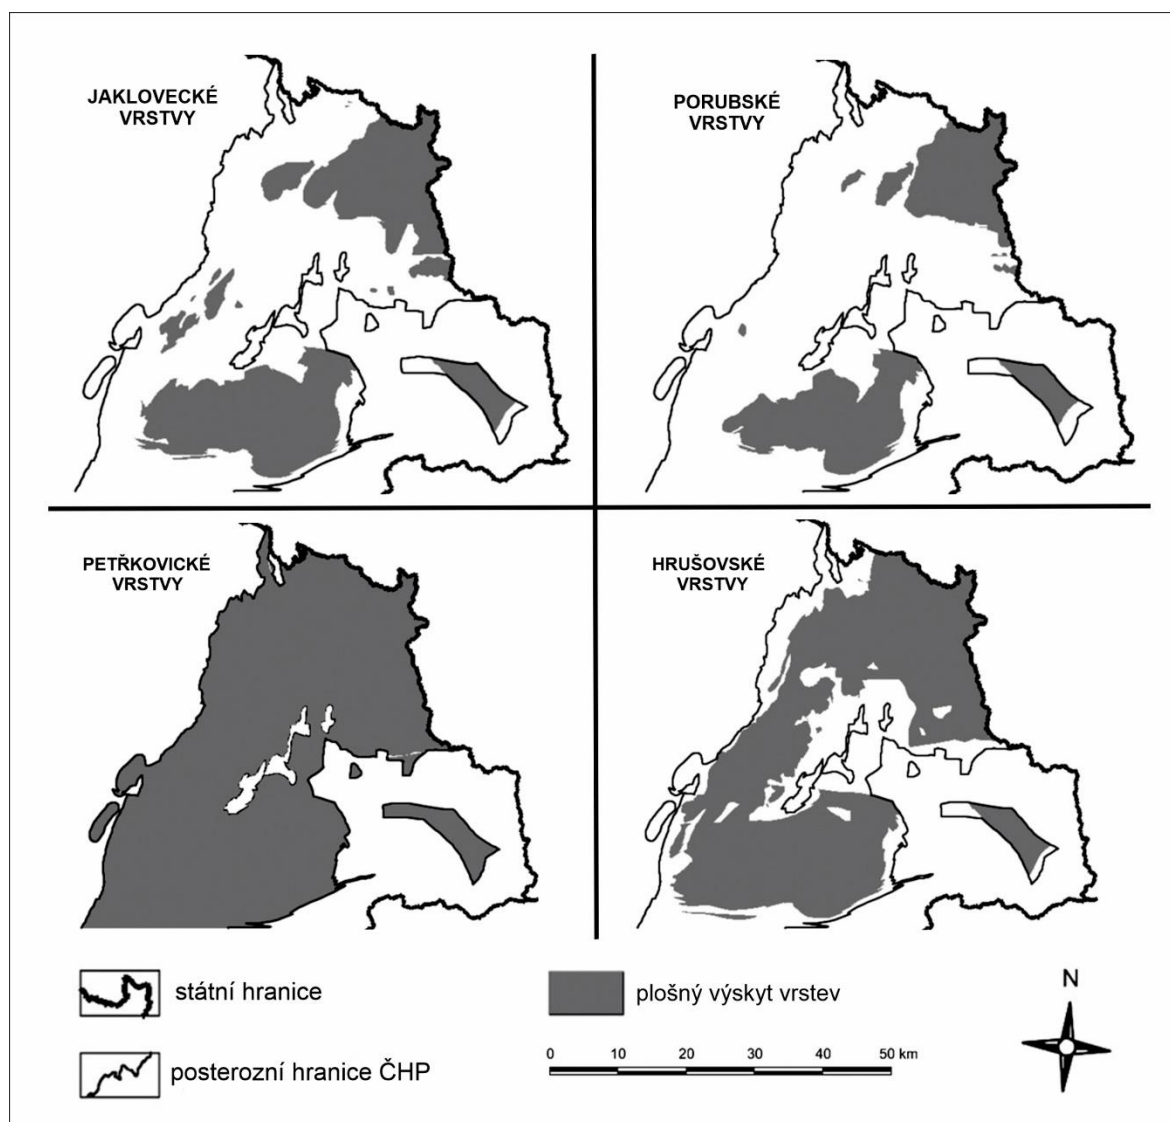 JAKLOVECKÉ
VRSTVY
PORUBSKÉ
VRSTVY
PETŘKOVICKÉ
VRSTVY
HRUŠOVSKÉ
VRSTVY
státní hranice
plošný výskyt vrstev
N
0 10 20 30 40 50 km
posterozní hranice ČHP